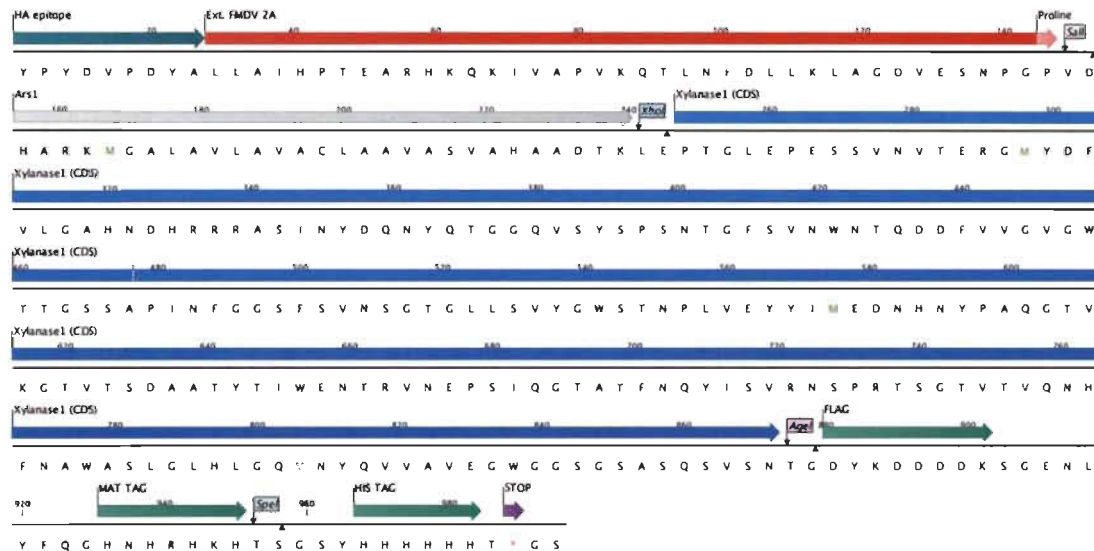 HA epitope Ext. FMDV 2A Proline SalI
20 40 60 80 100 120 140
Y P Y D V P D Y A L L A I H P T E A R H K Q K I V A P V K Q T L N F D L L K L A G D V E S N P G P V D
Ars1 XhoI Xylanase1 (CDS)
160 180 200 220 240 260 280 300
H A R K M G A L A V L A V A C L A A V A S V A H A A D T K L E P T G L E P E S S V N V T E R G M Y D F
Xylanase1 (CDS)
320 340 360 380 400 420 440
V L G A H N D H R R R A S I N Y D Q N Y Q T G G Q V S Y S P S N T G F S V N W N T Q D D F V V G V G W
Xylanase1 (CDS)
460 480 500 520 540 560 580 600
T T G S S A P I N F G G S F S V N S G T G L L S V Y G W S T N P L V E Y Y I M E D N H N Y P A Q G T V
Xylanase1 (CDS)
620 640 660 680 700 720 740 760
K G T V T S D A A T Y T I W E N T R V N E P S I Q G T A T F N Q Y I S V R N S P R T S G T V T V Q N H
Xylanase1 (CDS) AgeI FLAG
780 800 820 840 860 880 900
F N A W A S L G L H L G Q N Y Q V V A V E G W G G S G S A S Q S V S N T G D Y K D D D D K S G E N L
MAT TAG SpeI HIS TAG STOP
920 940 960 980
Y F Q G H N H R H K H T S G S Y H H H H H H T * G S